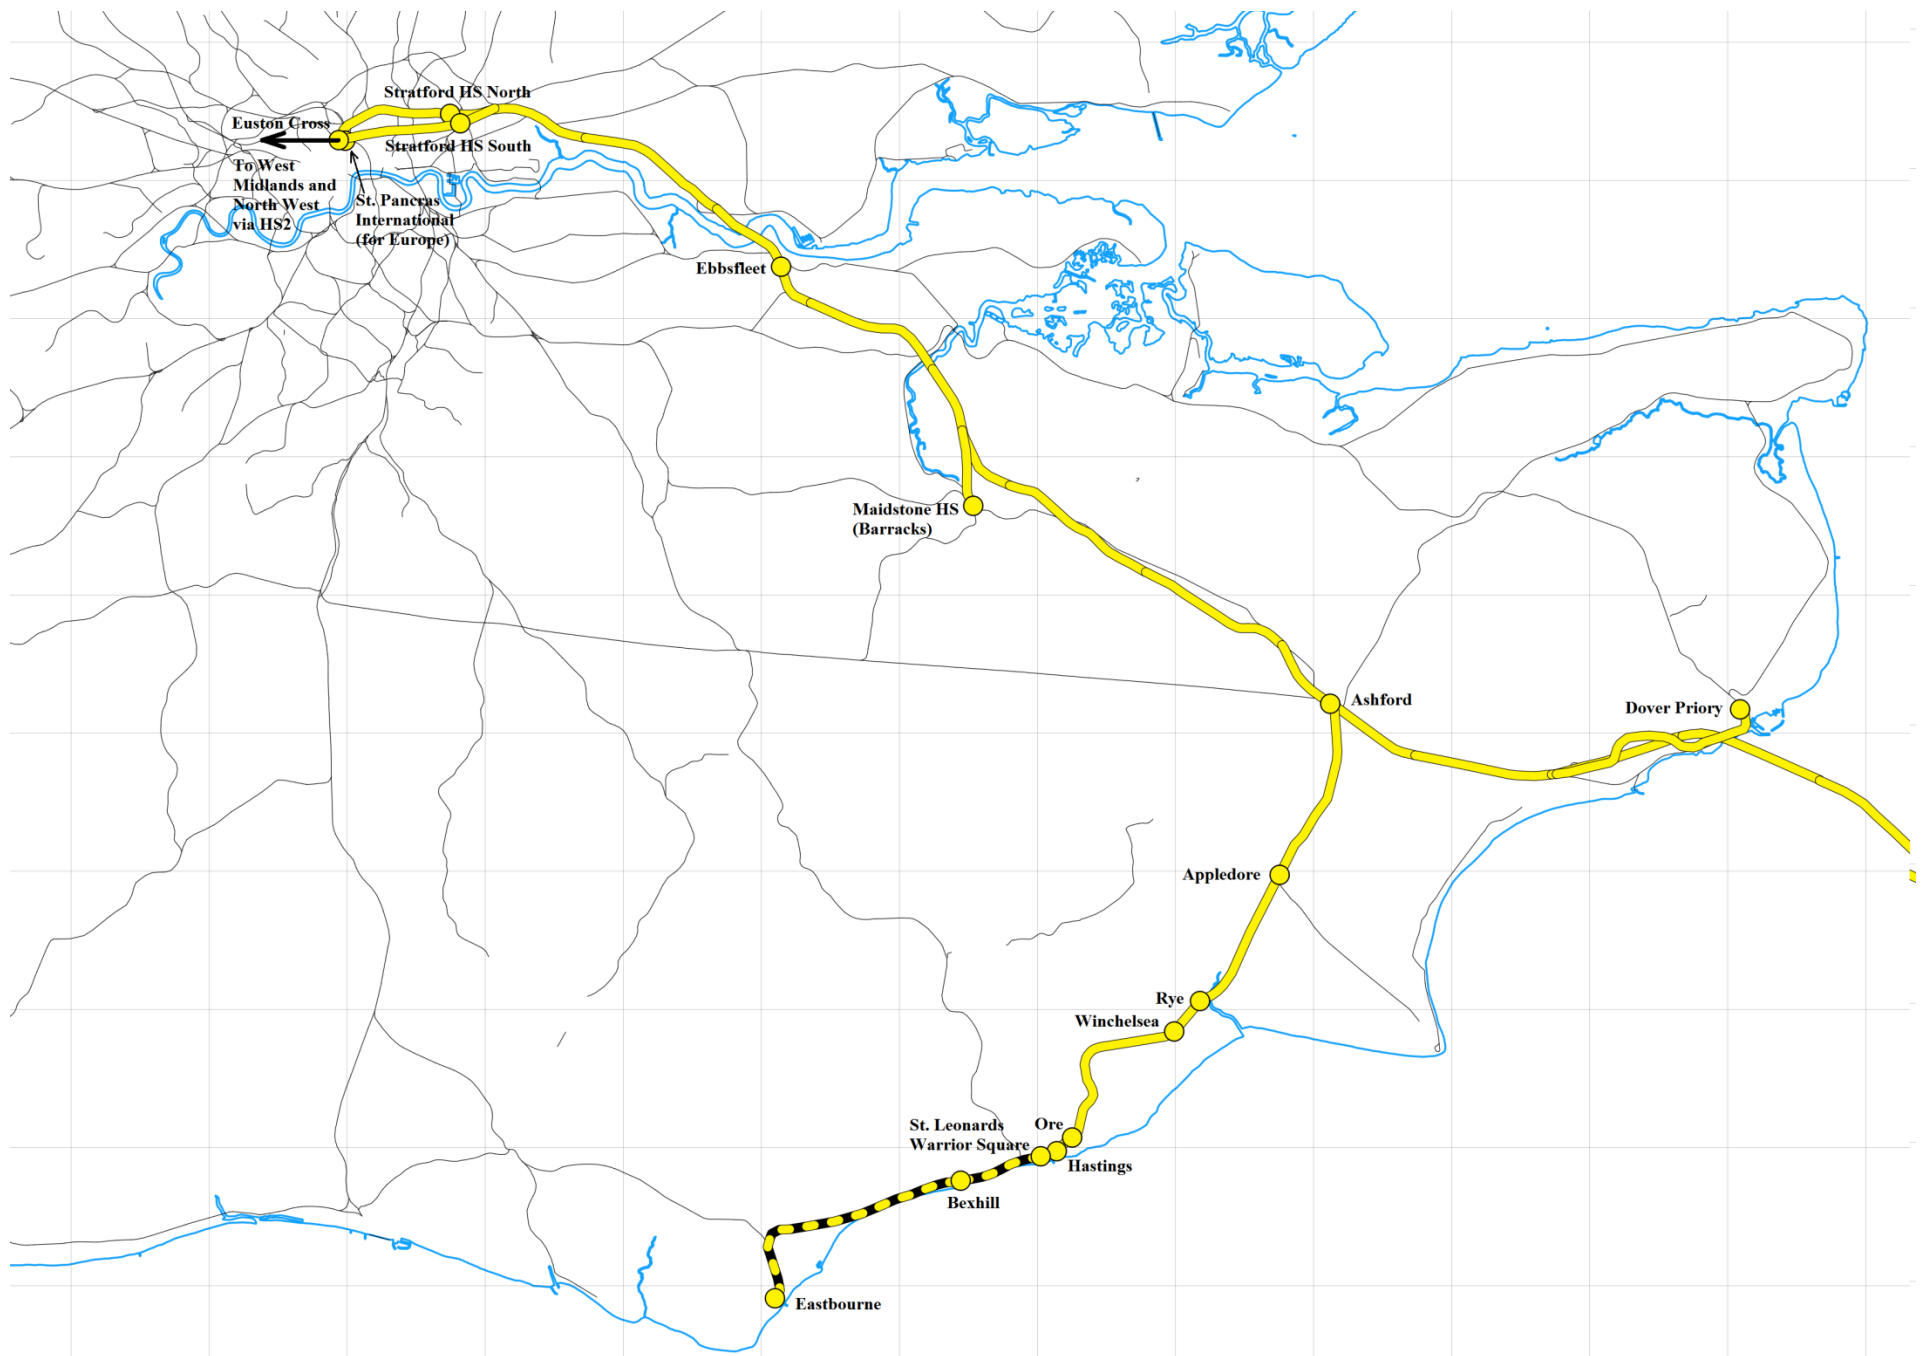 Stratford HS North
Euston Cross
Stratford HS South
To West
Midlands and
North West
via HS2
St. Pancras
International
(for Europe)
Ebbsfleet
Maidstone HS
(Barracks)
Ashford
Dover Priory
Appledore
Rye
Winchelsea
St. Leonards
Warrior Square
Ore
Hastings
Bexhill
Eastbourne